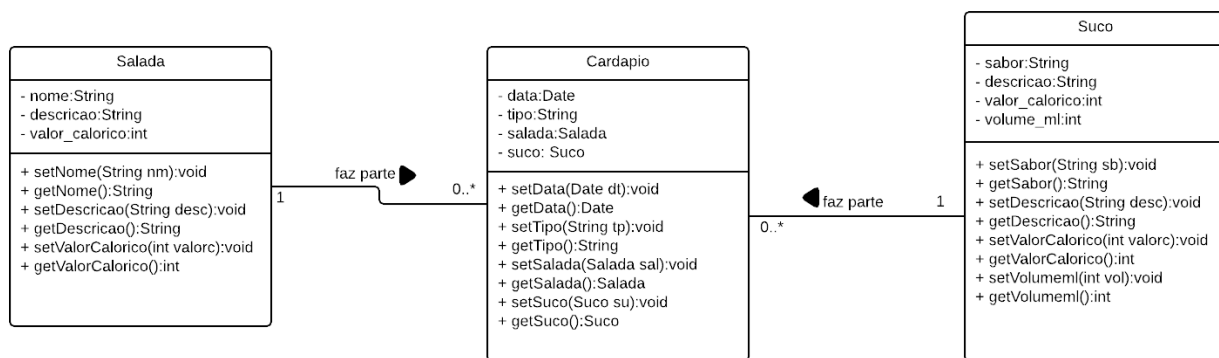 Salada
- nome:String
- descricao:String
- valor_calorico:int
+ setNome(String nm):void
+ getNome():String
+ setDescricao(String desc):void
+ getDescricao():String
+ setValorCalorico(int valorc):void
+ getValorCalorico():int
faz parte
1
0..*
Cardapio
- data:Date
- tipo:String
- salada:Salada
- suco: Suco
+ setData(Date dt):void
+ getData():Date
+ setTipo(String tp):void
+ getTipo():String
+ setSalada(Salada sal):void
+ getSalada():Salada
+ setSuco(Suco su):void
+ getSuco():Suco
faz parte
1
0..*
Suco
- sabor:String
- descricao:String
- valor_calorico:int
- volume_ml:int
+ setSabor(String sb):void
+ getSabor():String
+ setDescricao(String desc):void
+ getDescricao():String
+ setValorCalorico(int valorc):void
+ getValorCalorico():int
+ setVolumeml(int vol):void
+ getVolumeml():int